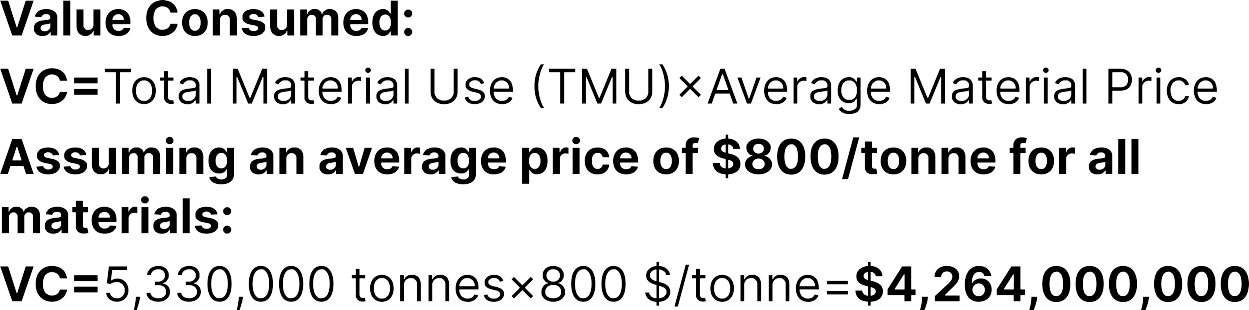 Value Consumed:
VC=Total Material Use (TMU)×Average Material Price
Assuming an average price of $800/tonne for all
materials:
VC=5,330,000 tonnes×800 $/tonne=$4,264,000,000